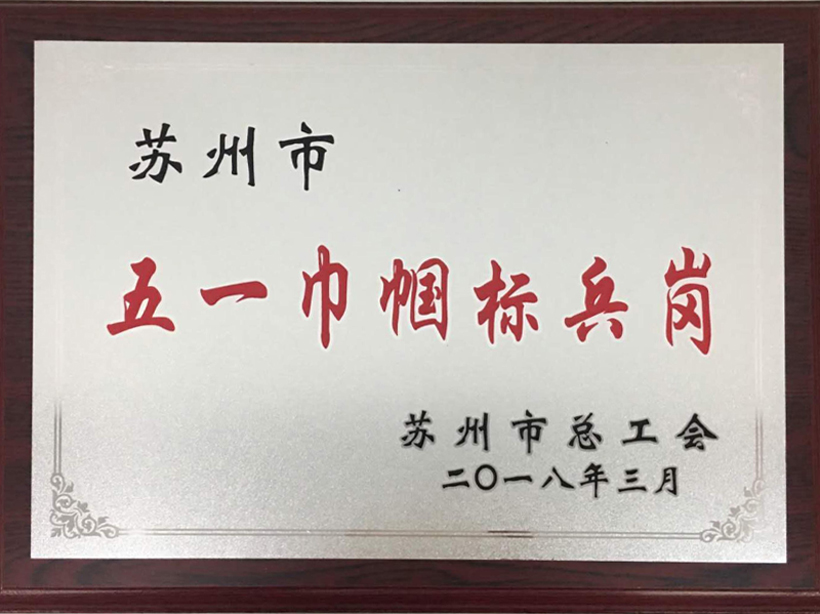 苏州市
五一巾帼标兵岗
苏州市总工会
二〇一八年三月